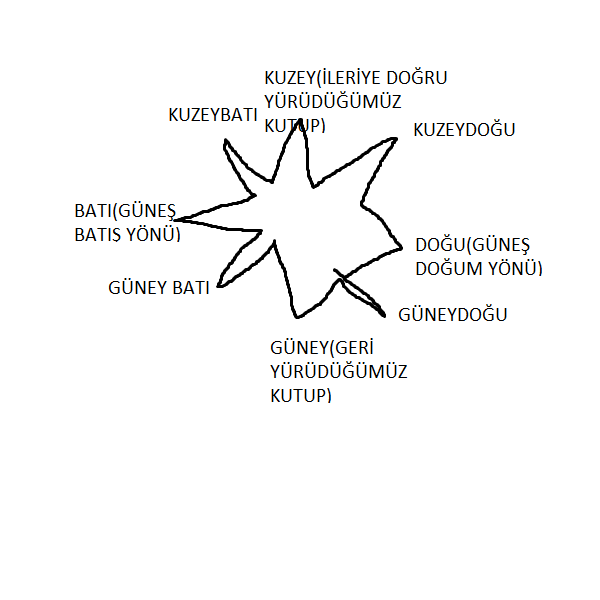 KUZEY(İLERİYE DOĞRU
YÜRÜDÜĞÜMÜZ
KUTUP)
KUZEYBATI
KUZEYDOĞU
BATI(GÜNEŞ
BATIŞ YÖNÜ)
DOĞU(GÜNEŞ
DOĞUM YÖNÜ)
GÜNEY BATI
GÜNEYDOĞU
GÜNEY(GERİ
YÜRÜDÜĞÜMÜZ
KUTUP)